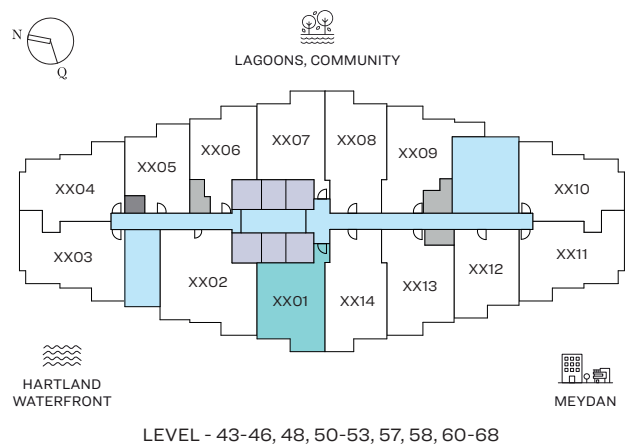 N
Q
LAGOONS, COMMUNITY
XX07
XX08
XX06
XX09
XX05
XX04
XX10
XX03
XX02
XX01
XX14
XX13
XX12
XX11
HARTLAND
WATERFRONT
MEYDAN
LEVEL - 43-46, 48, 50-53, 57, 58, 60-68